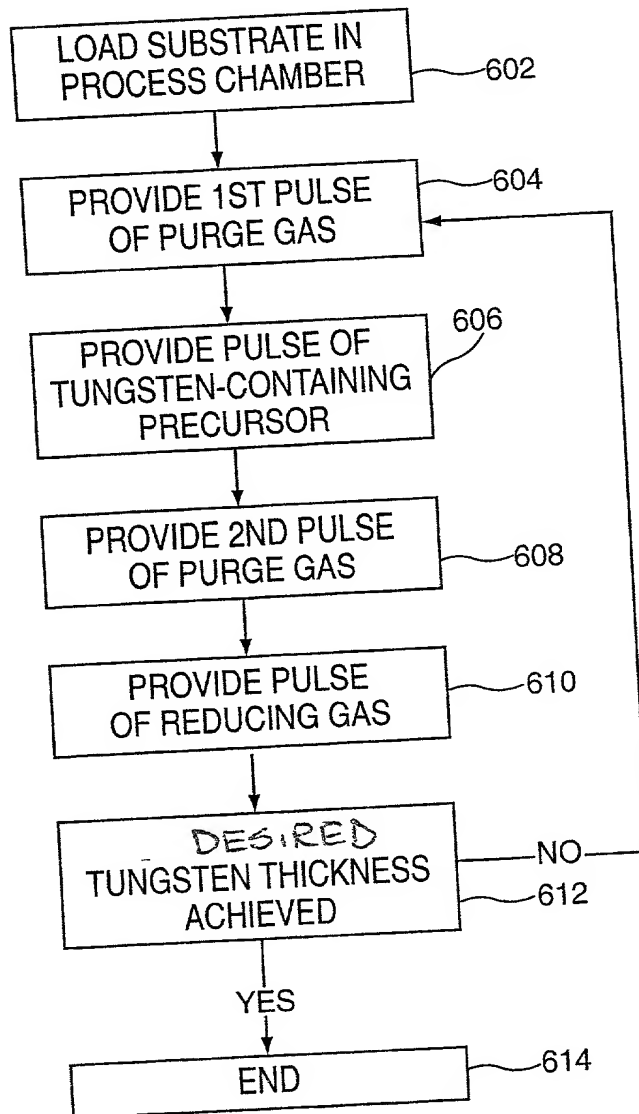 LOAD SUBSTRATE IN
PROCESS CHAMBER
602
PROVIDE 1ST PULSE
OF PURGE GAS
604
PROVIDE PULSE OF
TUNGSTEN-CONTAINING
PRECURSOR
606
PROVIDE 2ND PULSE
OF PURGE GAS
608
PROVIDE PULSE
OF REDUCING GAS
610
DESIRED
TUNGSTEN THICKNESS
ACHIEVED
NO
612
YES
END
614